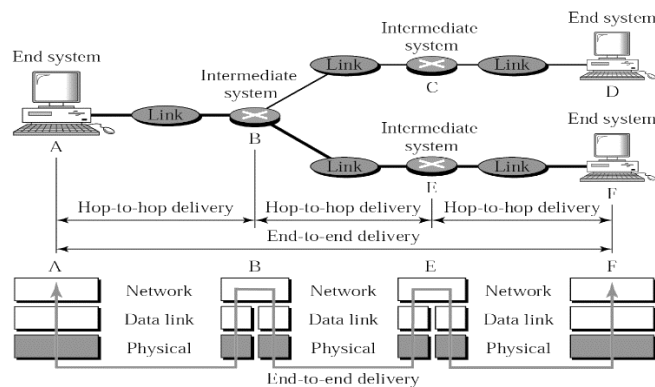 End system
A
Link
Intermediate
system
B
Link
Intermediate
system
C
Link
End system
D
Link
Intermediate
system
E
Link
End system
F
Hop-to-hop delivery
Hop-to-hop delivery
Hop-to-hop delivery
End-to-end delivery
A
B
E
F
Network
Network
Network
Data link
Data link
Data link
Physical
Physical
Physical
End-to-end delivery